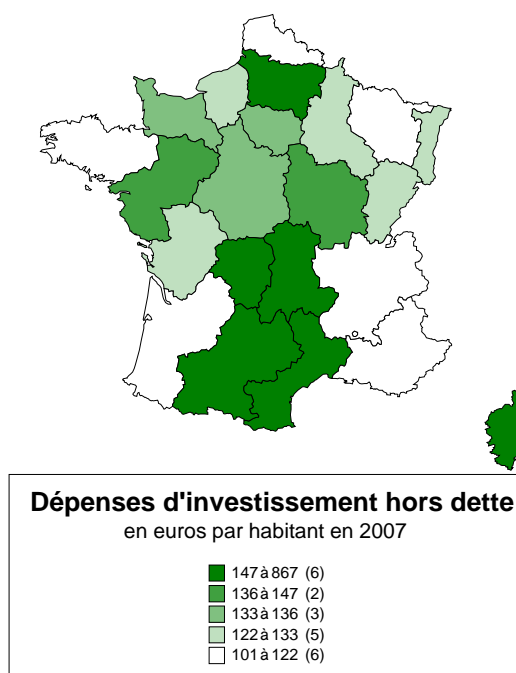 Dépenses d'investissement hors dette
en euros par habitant en 2007
147 à 867 (6)
136 à 147 (2)
133 à 136 (3)
122 à 133 (5)
101 à 122 (6)